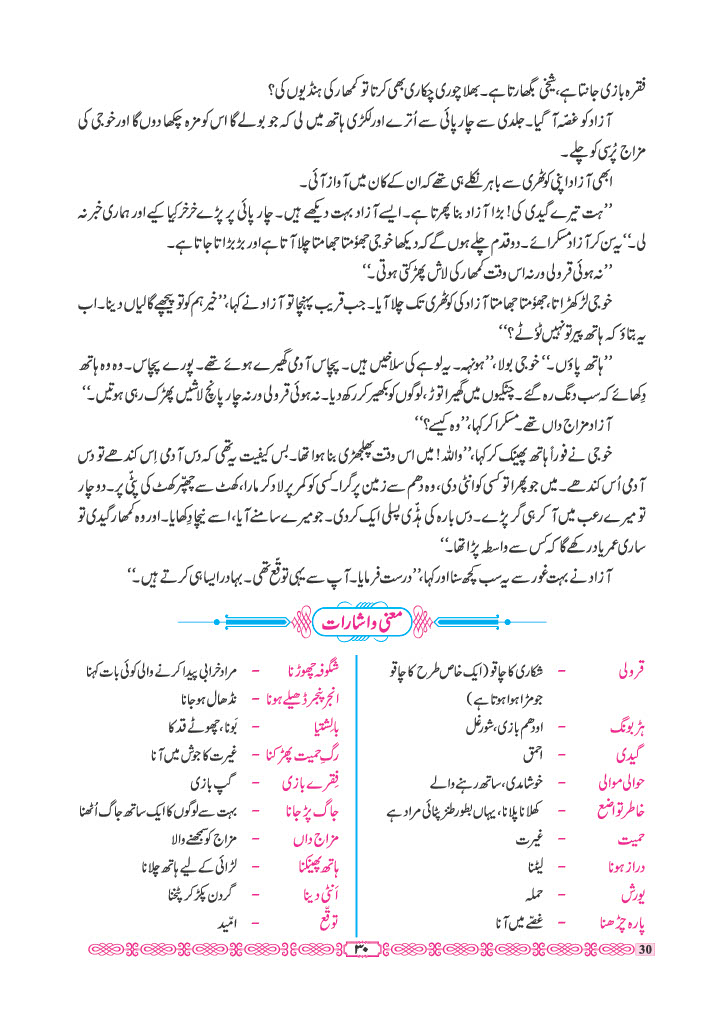 فقرہ بازی جانتا ہے، شیخی بگھارتا ہے۔ بھلا چوری چکاری بھی کرتا تو کمھار کی ہنڈیوں کی؟
آزاد کو غصّہ آ گیا۔ جلدی سے چارپائی سے اُترے اور لکڑی ہاتھ میں لی کہ جو بولے گا اس کو مزہ چکھا دوں گا اور خوجی کی
مزاج پُرسی کو چلے۔
ابھی آزاد اپنی کوٹھری سے باہر نکلے ہی تھے کہ ان کے کان میں آواز آئی۔
’’ہت تیرے گیدی کی! بڑا آزاد بنا پھرتا ہے۔ ایسے آزاد بہت دیکھے ہیں۔ چارپائی پر پڑے خرخر کیا کیے اور ہماری خبر نہ
لی۔‘‘ یہ سن کر آزاد مسکرائے۔ دو قدم چلے ہوں گے کہ دیکھا خوجی جھومتا جھامتا چلا آتا ہے اور بڑبڑاتا جاتا ہے۔
’’نہ ہوئی قرولی ورنہ اس وقت کمھار کی لاش پھڑکتی ہوتی۔‘‘
خوجی لڑکھڑاتا، جھومتا جھامتا آزاد کی کوٹھری تک چلا آیا۔ جب قریب پہنچا تو آزاد نے کہا، ’’خیر ہم کو تو پیچھے گالیاں دینا۔ اب
یہ بتاؤ کہ ہاتھ پیر تو نہیں ٹوٹے؟‘‘
’’ہاتھ پاؤں۔‘‘ خوجی بولا، ’’ہونہہ۔ یہ لوہے کی سلاخیں ہیں۔ پچاس آدمی گھیرے ہوئے تھے۔ پورے پچاس۔ وہ وہ ہاتھ
دِکھائے کہ سب دنگ رہ گئے۔ چٹکیوں میں گھیرا توڑ، لوگوں کو بکھیر کر رکھ دیا۔ نہ ہوئی قرولی ورنہ چار پانچ لاشیں پھڑک رہی ہوتیں۔‘‘
آزاد مزاج داں تھے۔ مسکرا کر کہا، ’’وہ کیسے؟‘‘
خوجی نے فوراً ہاتھ پھینک کر کہا، ’’واللہ! میں اس وقت پھلجھڑی بنا ہوا تھا۔ بس کیفیت یہ تھی کہ دس آدمی اِس کندھے تو دس
آدمی اُس کندھے۔ میں جو پھرا تو کسی کو انٹی دی، وہ دھم سے زمین پر گرا۔ کسی کو کمر پر لاد کر مارا، کھٹ سے چھپّر کھٹ کی پٹّی پر۔ دو چار
تو میرے رعب میں آ کر ہی گر پڑے۔ دس بارہ کی ہڈّی پسلی ایک کر دی۔ جو میرے سامنے آیا، اسے نیچا دِکھایا۔ اور وہ کمھار گیدی تو
ساری عمر یاد رکھے گا کہ کس سے واسطہ پڑا تھا۔‘‘
آزاد نے بہت غور سے یہ سب کچھ سنا اور کہا، ’’درست فرمایا۔ آپ سے یہی توقّع تھی۔ بہادر ایسا ہی کرتے ہیں۔‘‘
معنی و اشارات
قرولی - شکاری کا چاقو (ایک خاص طرح کا چاقو
جو مڑا ہوا ہوتا ہے)
ہڑبونگ - اودھم بازی، شور غل
گیدی - احمق
حوالی موالی - خوشامدی، ساتھ رہنے والے
خاطر تواضع - کھلانا پلانا، یہاں بطور طنز پٹائی مراد ہے
حمیت - غیرت
دراز ہونا - لیٹنا
یورش - حملہ
پارہ چڑھنا - غصّے میں آنا
شگوفہ چھوڑنا - مراد خرابی پیدا کرنے والی کوئی بات کہنا
انجر پنجر ڈھیلے ہونا - نڈھال ہو جانا
بالشتیا - بَونا، چھوٹے قد کا
رگِ حمیت پھڑکنا - غیرت کا جوش میں آنا
فِقرے بازی - گپ بازی
جاگ پڑ جانا - بہت سے لوگوں کا ایک ساتھ جاگ اُٹھنا
مزاج داں - مزاج کو سمجھنے والا
ہاتھ پھینکنا - لڑائی کے لیے ہاتھ چلانا
اَنٹی دینا - گردن پکڑ کر پٹخنا
توقّع - امّید
۳۰
30